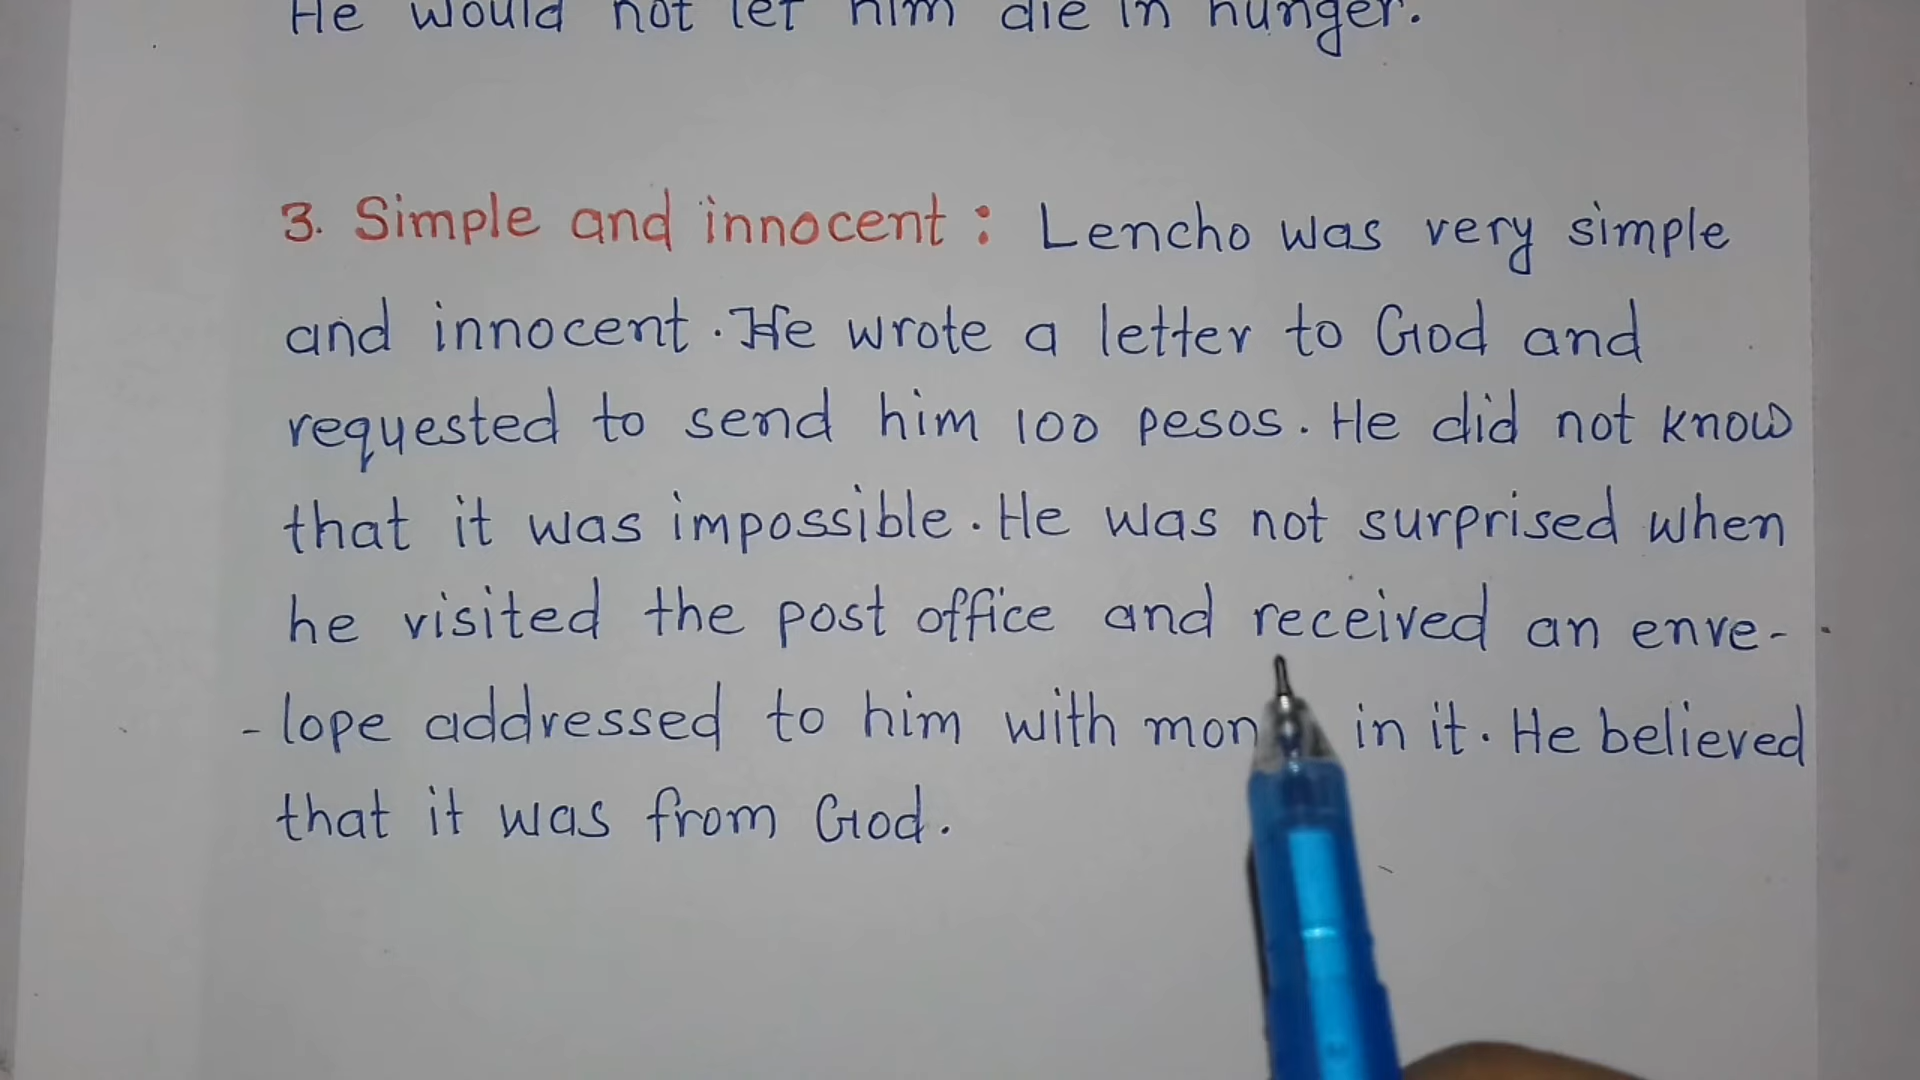 He would not let him die in hunger.
3. Simple and innocent : Lencho was very simple
and innocent. He wrote a letter to God and
requested to send him 100 pesos. He did not know
that it was impossible. He was not surprised when
he visited the post office and received an enve-
- lope addressed to him with mon in it. He believed
that it was from God.